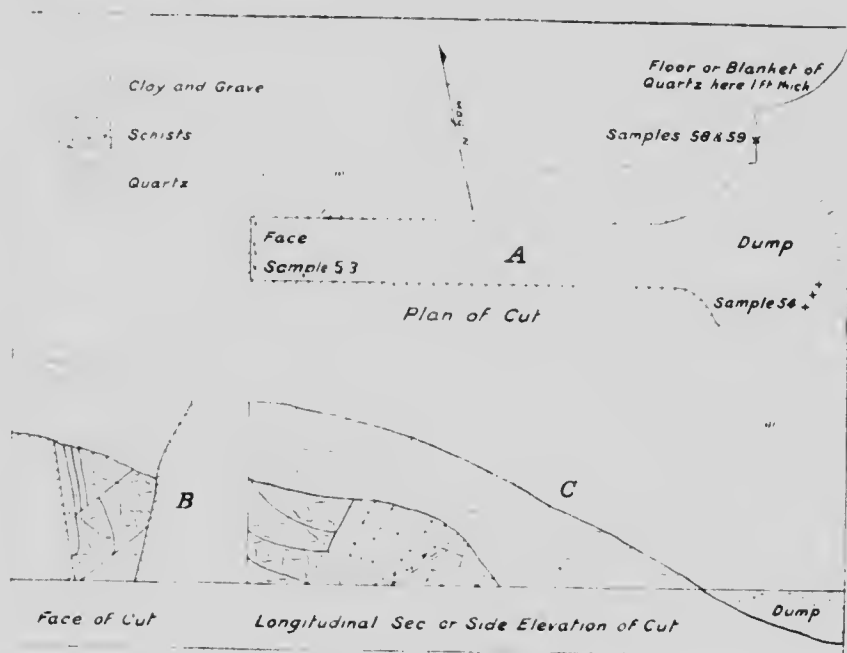 Clay and Grave
Schists
Quartz
Floor or Blanket of
Quartz here 1 ft thick
Samples 58 & 59
Face
Sample 53
A
Dump
Sample 54
Plan of Cut
B
C
Face of Cut
Longitudinal Sec or Side Elevation of Cut
Dump